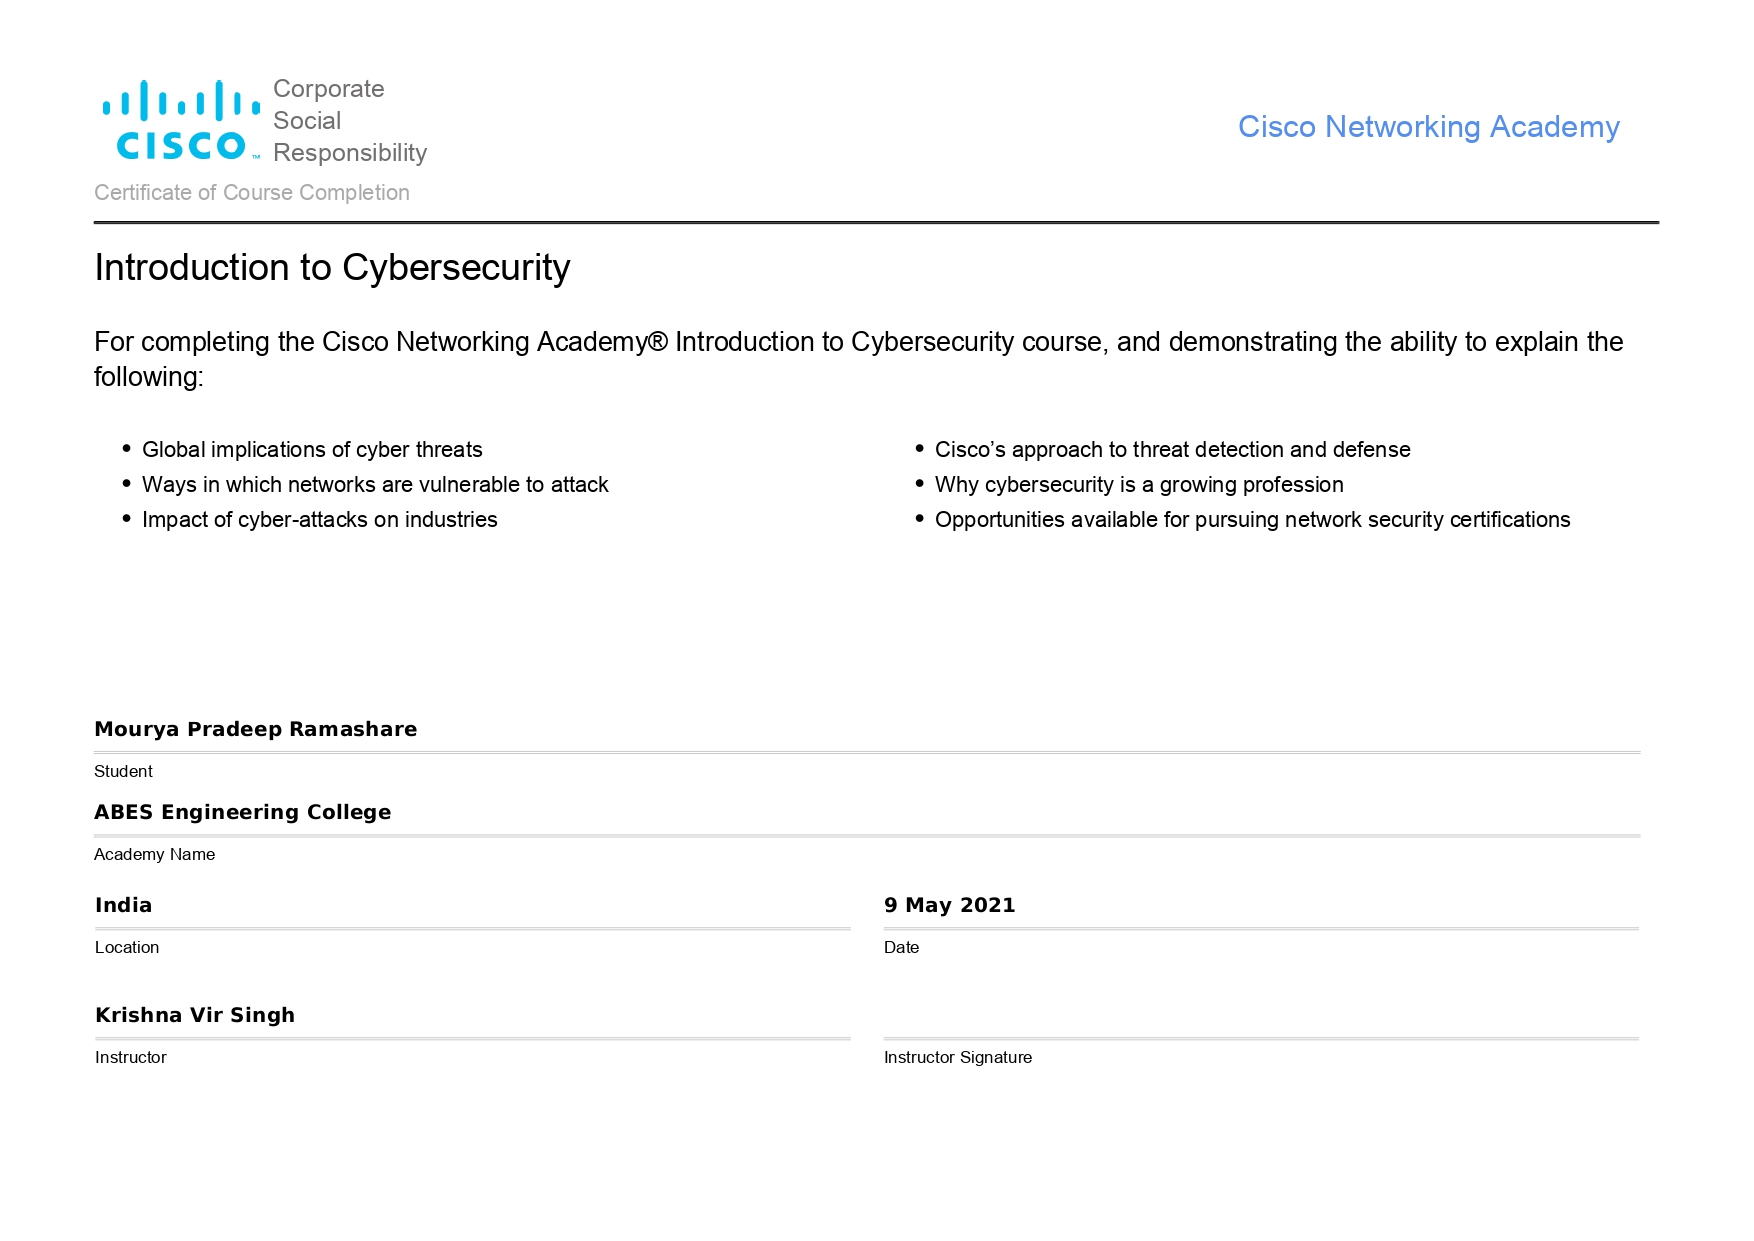 CISCO™
Corporate
Social
Responsibility
Cisco Networking Academy
Certificate of Course Completion
Introduction to Cybersecurity
For completing the Cisco Networking Academy® Introduction to Cybersecurity course, and demonstrating the ability to explain the
following:
• Global implications of cyber threats
• Ways in which networks are vulnerable to attack
• Impact of cyber-attacks on industries
• Cisco’s approach to threat detection and defense
• Why cybersecurity is a growing profession
• Opportunities available for pursuing network security certifications
Mourya Pradeep Ramashare
Student
ABES Engineering College
Academy Name
India
Location
9 May 2021
Date
Krishna Vir Singh
Instructor
Instructor Signature